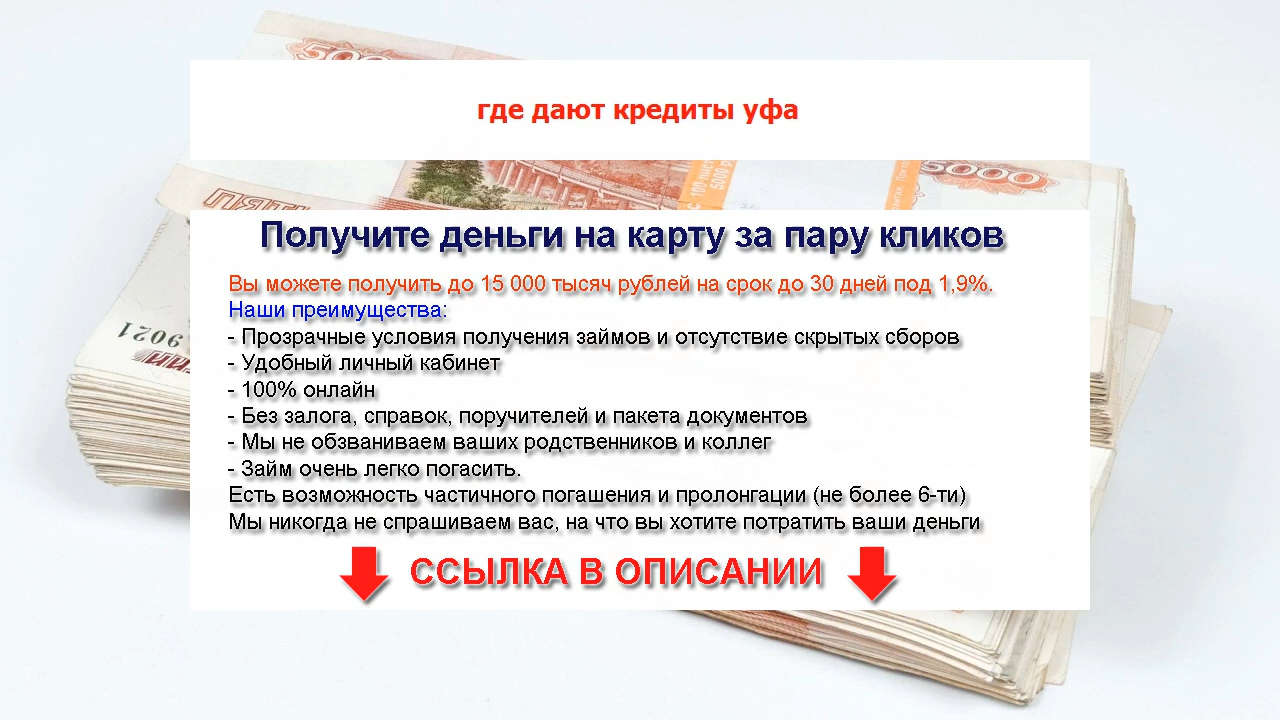 5000
где дают кредиты уфа
5000
ПЯТЬ
Получите деньги на карту за пару кликов
Вы можете получить до 15 000 тысяч рублей на срок до 30 дней под 1,9%.
Наши преимущества:
- Прозрачные условия получения займов и отсутствие скрытых сборов
- Удобный личный кабинет
- 100% онлайн
- Без залога, справок, поручителей и пакета документов
- Мы не обзваниваем ваших родственников и коллег
- Займ очень легко погасить.
Есть возможность частичного погашения и пролонгации (не более 6-ти)
Мы никогда не спрашиваем вас, на что вы хотите потратить ваши деньги
ССЫЛКА В ОПИСАНИИ